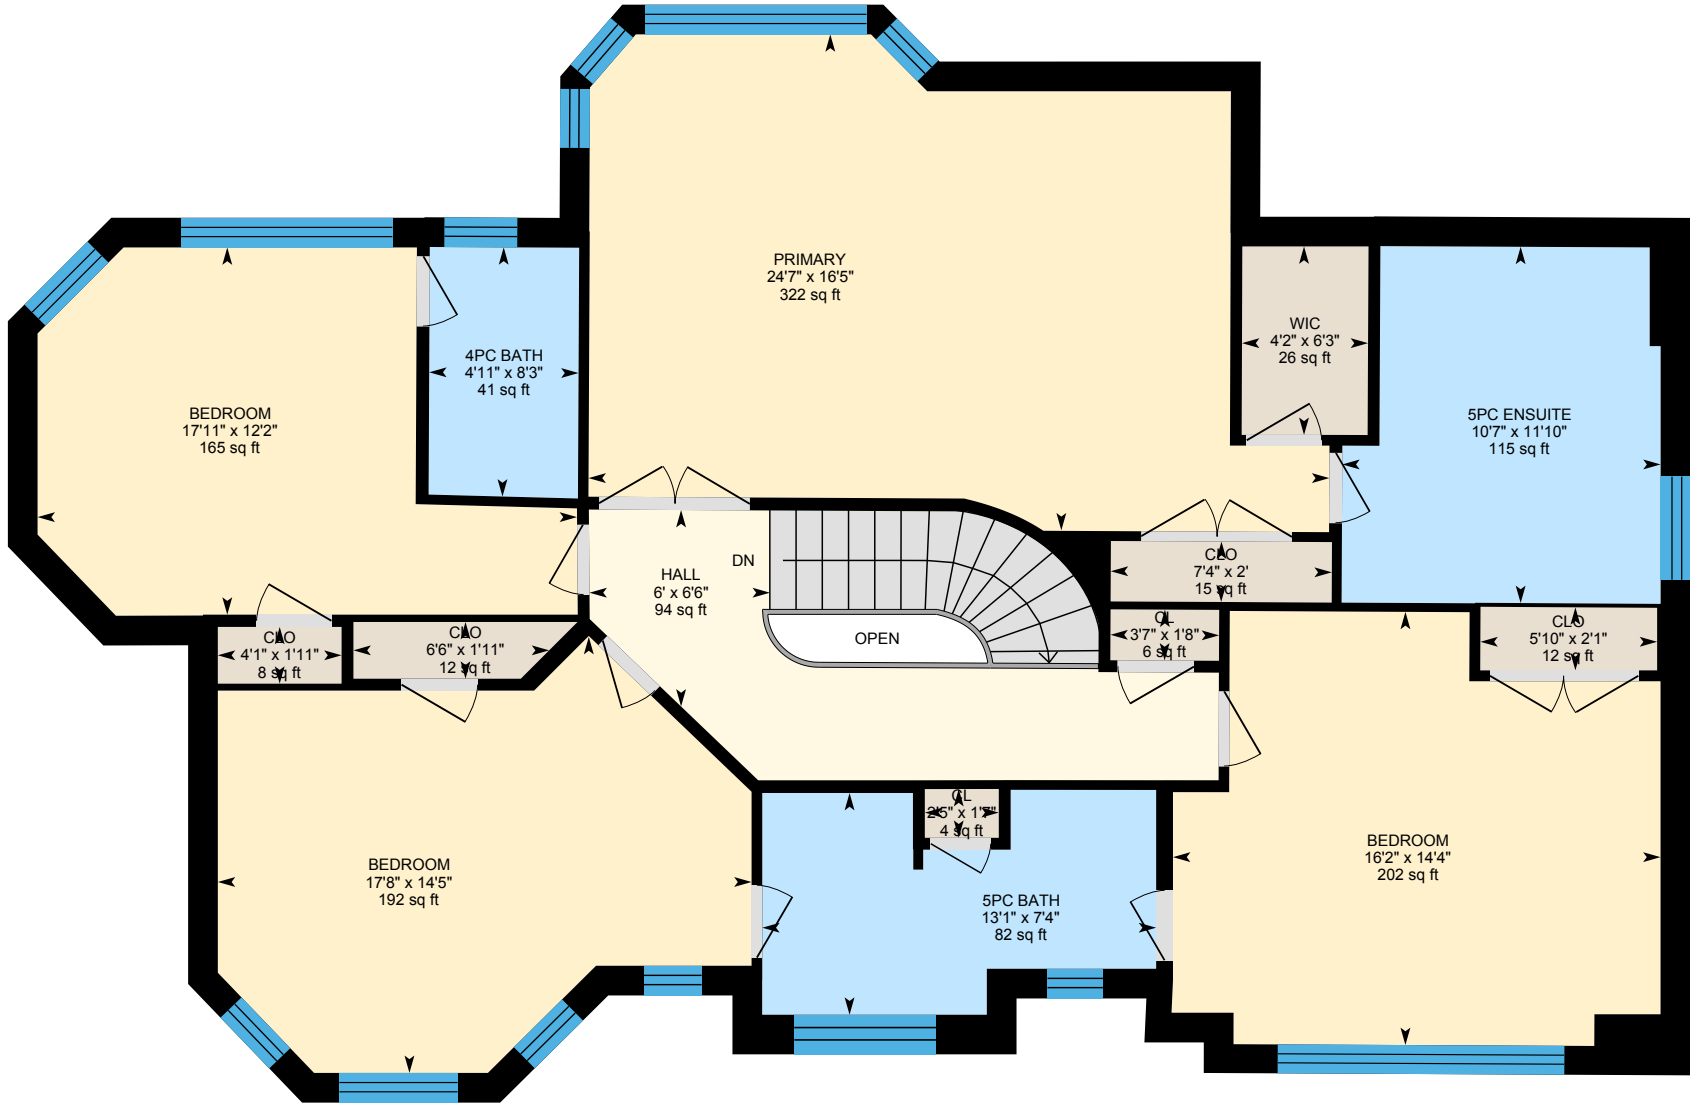 PRIMARY
24'7" x 16'5"
322 sq ft
WIC
4'2" x 6'3"
26 sq ft
4PC BATH
4'11" x 8'3"
41 sq ft
BEDROOM
17'11" x 12'2"
165 sq ft
5PC ENSUITE
10'7" x 11'10"
115 sq ft
DN
HALL
6' x 6'6"
94 sq ft
CLO
7'4" x 2'
15 sq ft
OPEN
CL
3'7" x 1'8"
6 sq ft
CLO
5'10" x 2'1"
12 sq ft
CLO
4'1" x 1'11"
8 sq ft
CLO
6'6" x 1'11"
12 sq ft
CL
2'5" x 1'7"
4 sq ft
BEDROOM
17'8" x 14'5"
192 sq ft
5PC BATH
13'1" x 7'4"
82 sq ft
BEDROOM
16'2" x 14'4"
202 sq ft